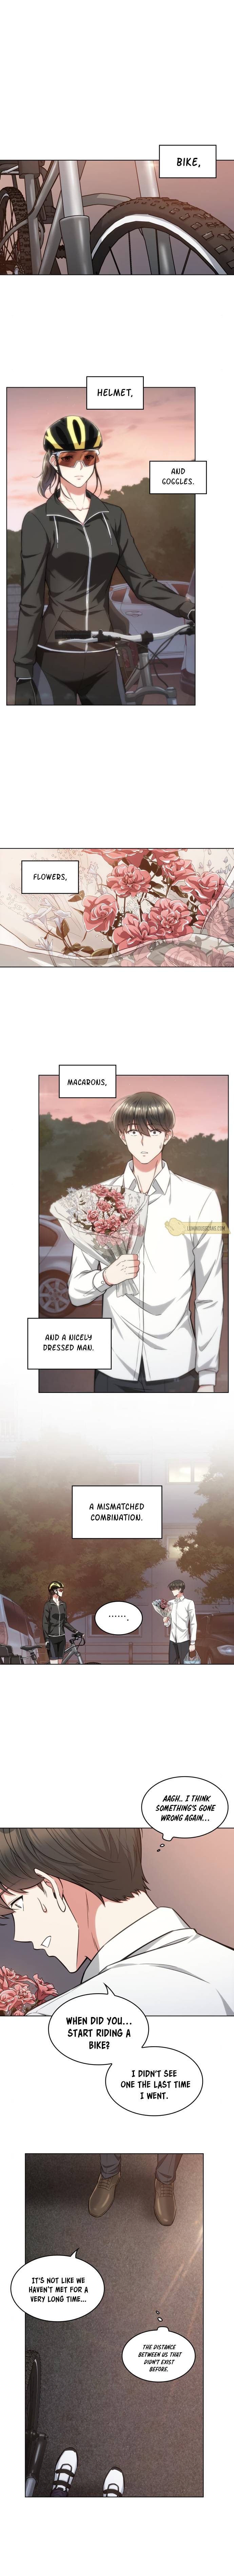 BIKE,
HELMET,
AND
GOGGLES.
FLOWERS,
MACARONS,
AND A NICELY
DRESSED MAN.
A MISMATCHED
COMBINATION.
......
AAGH.. I THINK
SOMETHING'S GONE
WRONG AGAIN...
WHEN DID YOU...
START RIDING A
BIKE?
I DIDN'T SEE
ONE THE LAST TIME
I WENT.
IT'S NOT LIKE WE
HAVEN'T MET FOR A
VERY LONG TIME...
THE DISTANCE
BETWEEN US THAT
DIDN'T EXIST
BEFORE.